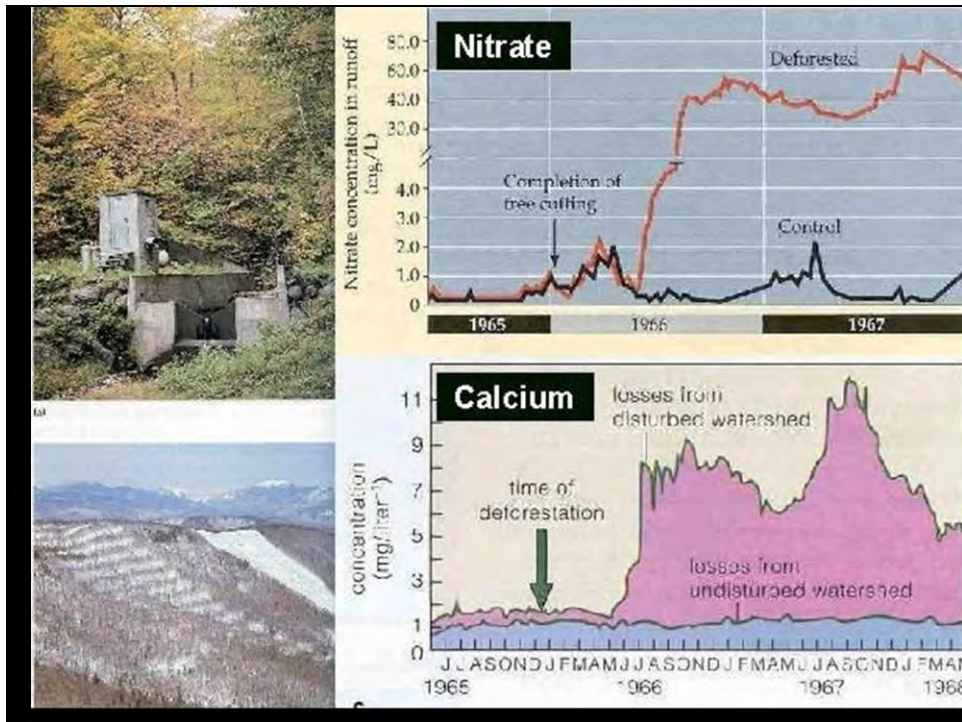 Nitrate
Nitrate concentration in runoff
(mg/L)
80.0
60.0
40.0
30.0
4.0
3.0
2.0
1.0
0
Deforested
Completion of
tree cutting
Control
1965
1966
1967
(a)
Calcium
concentration
(mg/liter⁻¹)
11
9
7
5
3
1
0
losses from
disturbed watershed
time of
deforestation
losses from
undisturbed watershed
J J A S O N D J F M A M J J A S O N D J F M A M J J A S O N D J F M A M
1965
1966
1967
1968